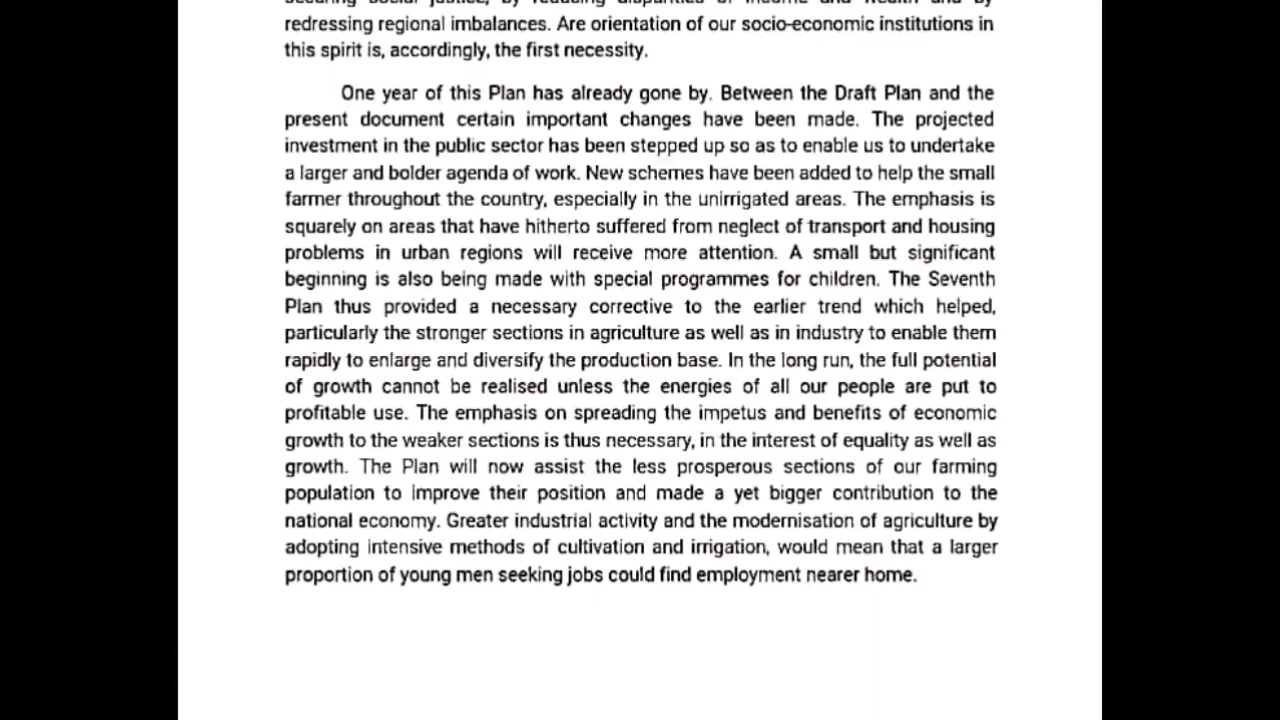 securing social justice, by reducing disparities of income and wealth and by
redressing regional imbalances. Are orientation of our socio-economic institutions in
this spirit is, accordingly, the first necessity.
One year of this Plan has already gone by. Between the Draft Plan and the
present document certain important changes have been made. The projected
investment in the public sector has been stepped up so as to enable us to undertake
a larger and bolder agenda of work. New schemes have been added to help the small
farmer throughout the country, especially in the unirrigated areas. The emphasis is
squarely on areas that have hitherto suffered from neglect of transport and housing
problems in urban regions will receive more attention. A small but significant
beginning is also being made with special programmes for children. The Seventh
Plan thus provided a necessary corrective to the earlier trend which helped,
particularly the stronger sections in agriculture as well as in industry to enable them
rapidly to enlarge and diversify the production base. In the long run, the full potential
of growth cannot be realised unless the energies of all our people are put to
profitable use. The emphasis on spreading the impetus and benefits of economic
growth to the weaker sections is thus necessary, in the interest of equality as well as
growth. The Plan will now assist the less prosperous sections of our farming
population to improve their position and made a yet bigger contribution to the
national economy. Greater industrial activity and the modernisation of agriculture by
adopting intensive methods of cultivation and irrigation, would mean that a larger
proportion of young men seeking jobs could find employment nearer home.